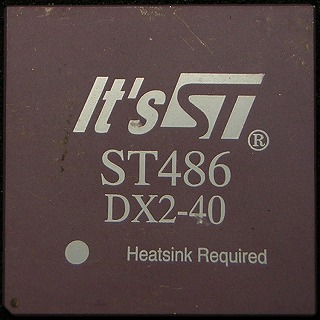 It's ST®
ST486
DX2-40
Heatsink Required